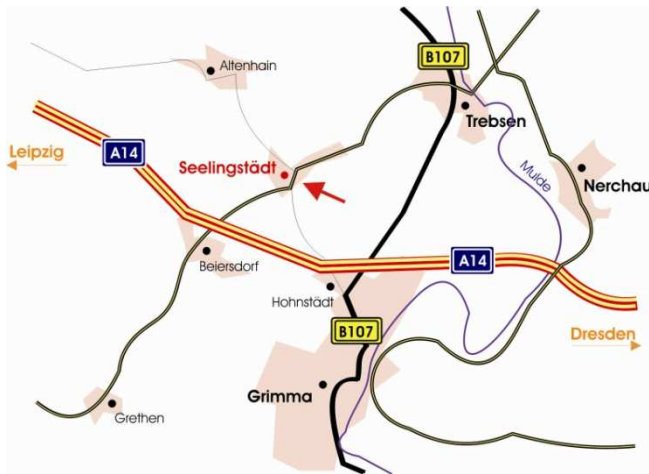 B107
Altenhain
Trebsen
Leipzig
A14
Seelingstädt
Mulde
Nerchau
Beiersdorf
A14
Hohnstädt
B107
Dresden
Grimma
Grethen